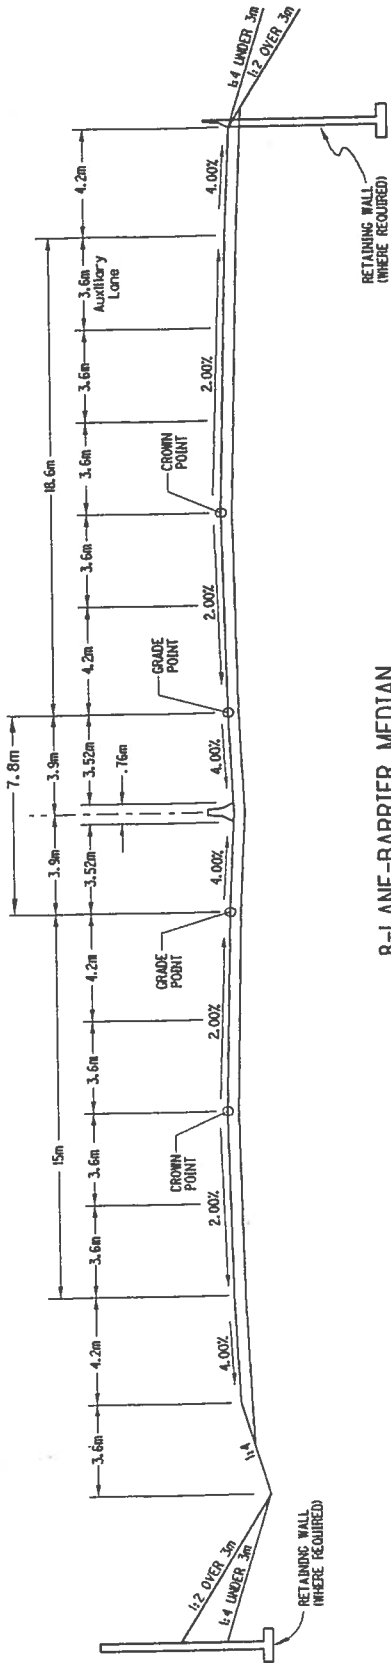 7.8m
15m
3.9m
3.9m
18.6m
3.6m
4.2m
3.6m
3.6m
3.6m
4.2m
3.52m
3.52m
4.2m
3.6m
3.6m
3.6m
3.6m
Auxiliary
Lane
4.2m
.76m
1:2 OVER 3m
1:4 UNDER 3m
RETAINING WALL
(WHERE REQUIRED)
4.00%
2.00%
CROWN
POINT
2.00%
GRADE
POINT
4.00%
4.00%
GRADE
POINT
2.00%
CROWN
POINT
2.00%
4.00%
1:4 UNDER 3m
1:2 OVER 3m
RETAINING WALL
(WHERE REQUIRED)
8-LANE-BARRIER MEDIAN